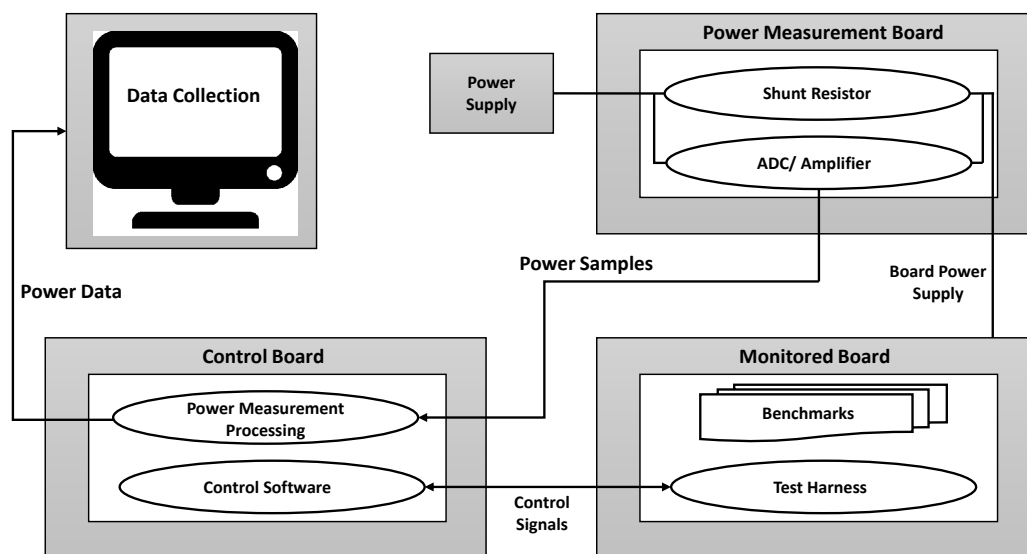 Data Collection
Power
Supply
Power Measurement Board
Shunt Resistor
ADC/ Amplifier
Power Samples
Board Power
Supply
Power Data
Control Board
Power Measurement
Processing
Control Software
Control
Signals
Monitored Board
Benchmarks
Test Harness